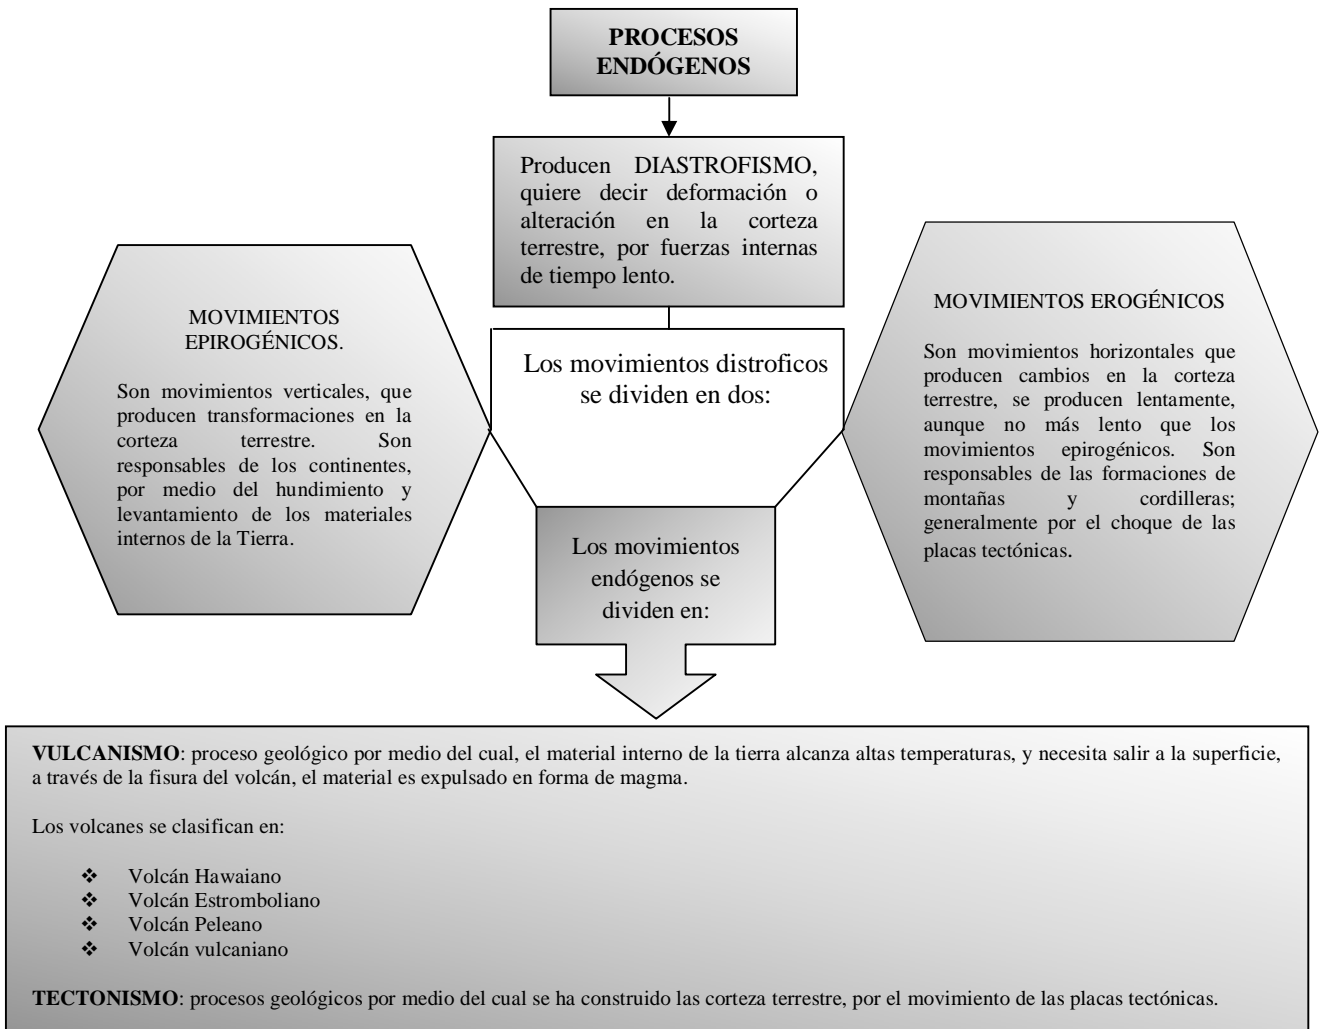 PROCESOS
ENDÓGENOS
Producen DIASTROFISMO,
quiere decir deformación o
alteración en la corteza
terrestre, por fuerzas internas
de tiempo lento.
MOVIMIENTOS
EPIROGÉNICOS.
Son movimientos verticales, que
producen transformaciones en la
corteza terrestre. Son
responsables de los continentes,
por medio del hundimiento y
levantamiento de los materiales
internos de la Tierra.
Los movimientos distroficos
se dividen en dos:
MOVIMIENTOS EROGÉNICOS
Son movimientos horizontales que
producen cambios en la corteza
terrestre, se producen lentamente,
aunque no más lento que los
movimientos epirogénicos. Son
responsables de las formaciones de
montañas y cordilleras;
generalmente por el choque de las
placas tectónicas.
Los movimientos
endógenos se
dividen en:
VULCANISMO: proceso geológico por medio del cual, el material interno de la tierra alcanza altas temperaturas, y necesita salir a la superficie,
a través de la fisura del volcán, el material es expulsado en forma de magma.
Los volcanes se clasifican en:
❖ Volcán Hawaiano
❖ Volcán Estromboliano
❖ Volcán Peleano
❖ Volcán vulcaniano
TECTONISMO: procesos geológicos por medio del cual se ha construido las corteza terrestre, por el movimiento de las placas tectónicas.